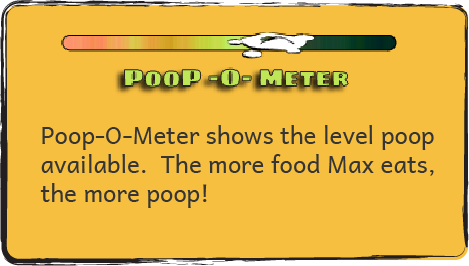 PooP -O- Meter
Poop-O-Meter shows the level poop
available.  The more food Max eats,
the more poop!